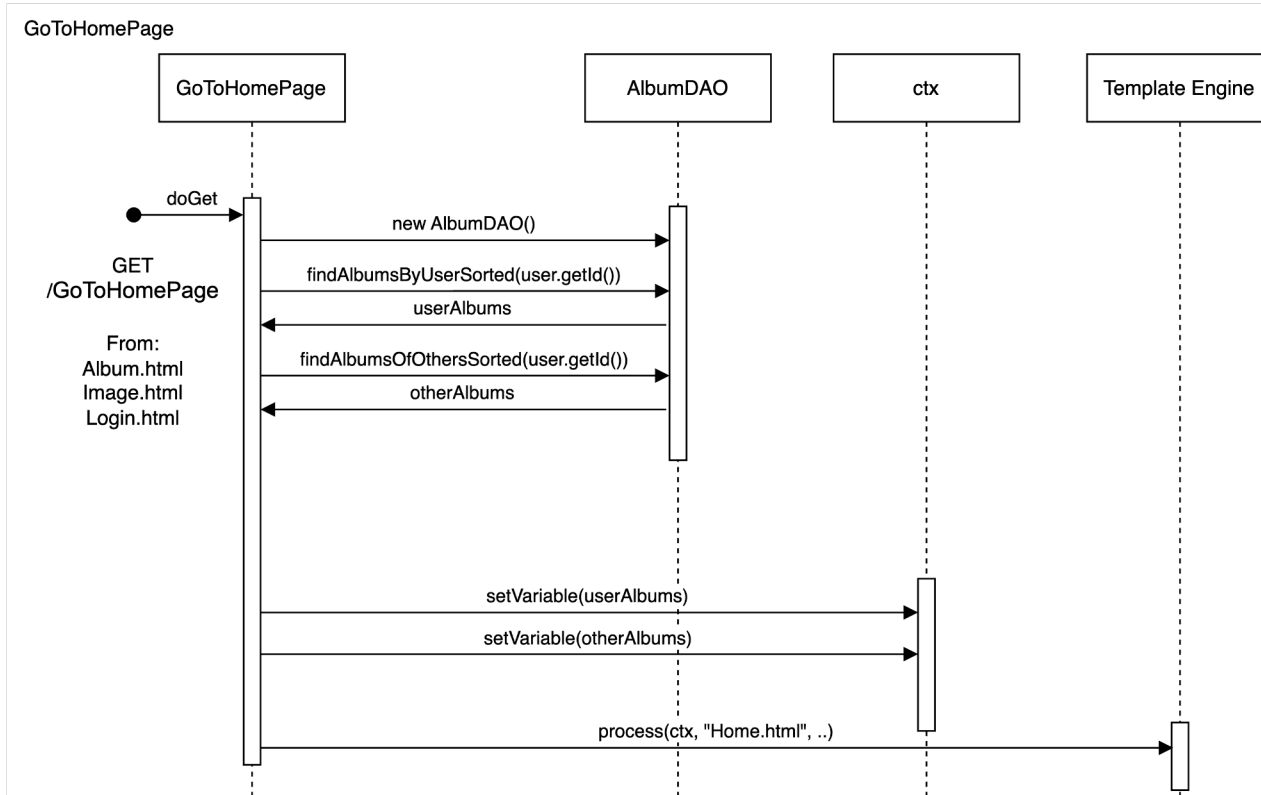 GoToHomePage
GoToHomePage
AlbumDAO
ctx
Template Engine
doGet
new AlbumDAO()
GET
/GoToHomePage
findAlbumsByUserSorted(user.getId())
userAlbums
From:
Album.html
Image.html
Login.html
findAlbumsOfOthersSorted(user.getId())
otherAlbums
setVariable(userAlbums)
setVariable(otherAlbums)
process(ctx, "Home.html", ..)